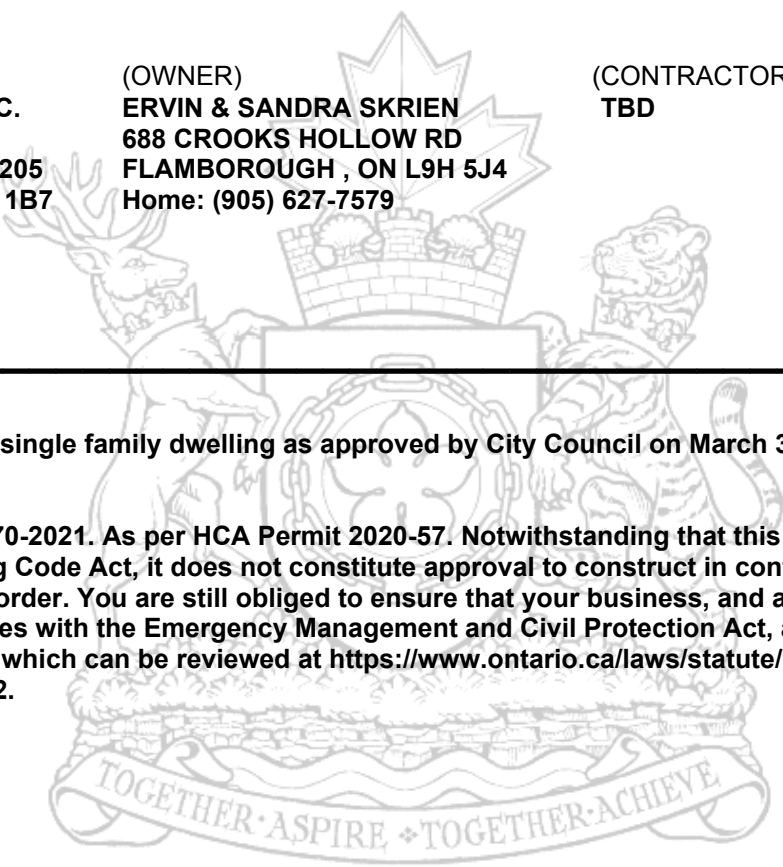 (OWNER) (CONTRACTOR
C. ERVIN & SANDRA SKRIEN TBD
688 CROOKS HOLLOW RD
205 FLAMBOROUGH , ON L9H 5J4
1B7 Home: (905) 627-7579
single family dwelling as approved by City Council on March 3
70-2021. As per HCA Permit 2020-57. Notwithstanding that this
g Code Act, it does not constitute approval to construct in con
order. You are still obliged to ensure that your business, and a
es with the Emergency Management and Civil Protection Act, a
which can be reviewed at https://www.ontario.ca/laws/statute/
2.
TOGETHER · ASPIRE TOGETHER · ACHIEVE